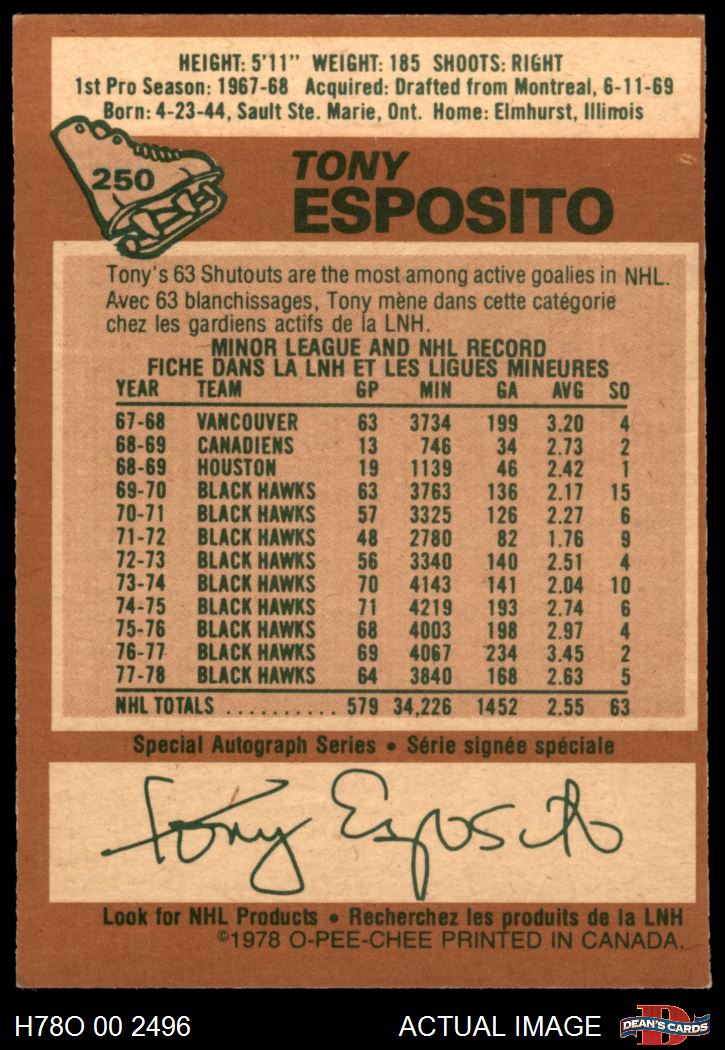 HEIGHT: 5'11" WEIGHT: 185 SHOOTS: RIGHT
1st Pro Season: 1967-68 Acquired: Drafted from Montreal, 6-11-69
Born: 4-23-44, Sault Ste. Marie, Ont. Home: Elmhurst, Illinois
250
TONY
ESPOSITO
Tony's 63 Shutouts are the most among active goalies in NHL.
Avec 63 blanchissages, Tony mène dans cette catégorie
chez les gardiens actifs de la LNH.
MINOR LEAGUE AND NHL RECORD
FICHE DANS LA LNH ET LES LIGUES MINEURES
YEAR TEAM GP MIN GA AVG SO
67-68 VANCOUVER 63 3734 199 3.20 4
68-69 CANADIENS 13 746 34 2.73 2
68-69 HOUSTON 19 1139 46 2.42 1
69-70 BLACK HAWKS 63 3763 136 2.17 15
70-71 BLACK HAWKS 57 3325 126 2.27 6
71-72 BLACK HAWKS 48 2780 82 1.76 9
72-73 BLACK HAWKS 56 3340 140 2.51 4
73-74 BLACK HAWKS 70 4143 141 2.04 10
74-75 BLACK HAWKS 71 4219 193 2.74 6
75-76 BLACK HAWKS 68 4003 198 2.97 4
76-77 BLACK HAWKS 69 4067 234 3.45 2
77-78 BLACK HAWKS 64 3840 168 2.63 5
NHL TOTALS .......... 579 34,226 1452 2.55 63
Special Autograph Series • Série signée spéciale
Tony Esposito
Look for NHL Products • Recherchez les produits de la LNH
©1978 O-PEE-CHEE PRINTED IN CANADA.
H78O 00 2496 ACTUAL IMAGE D DEAN'S CARDS